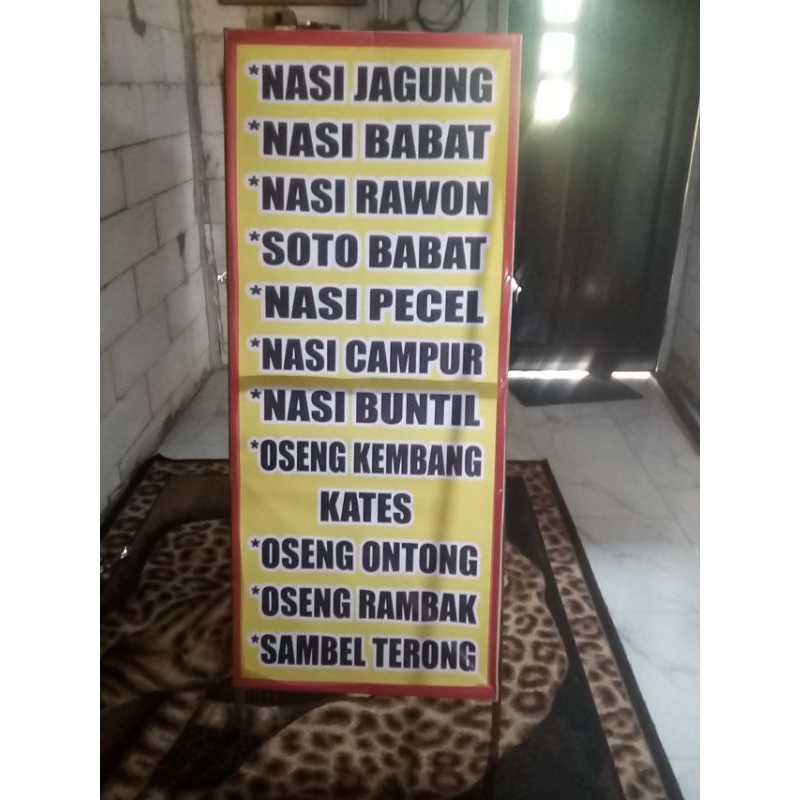 *NASI JAGUNG
*NASI BABAT
*NASI RAWON
*SOTO BABAT
*NASI PECEL
*NASI CAMPUR
*NASI BUNTIL
*OSENG KEMBANG
KATES
*OSENG ONTONG
*OSENG RAMBAK
*SAMBEL TERONG